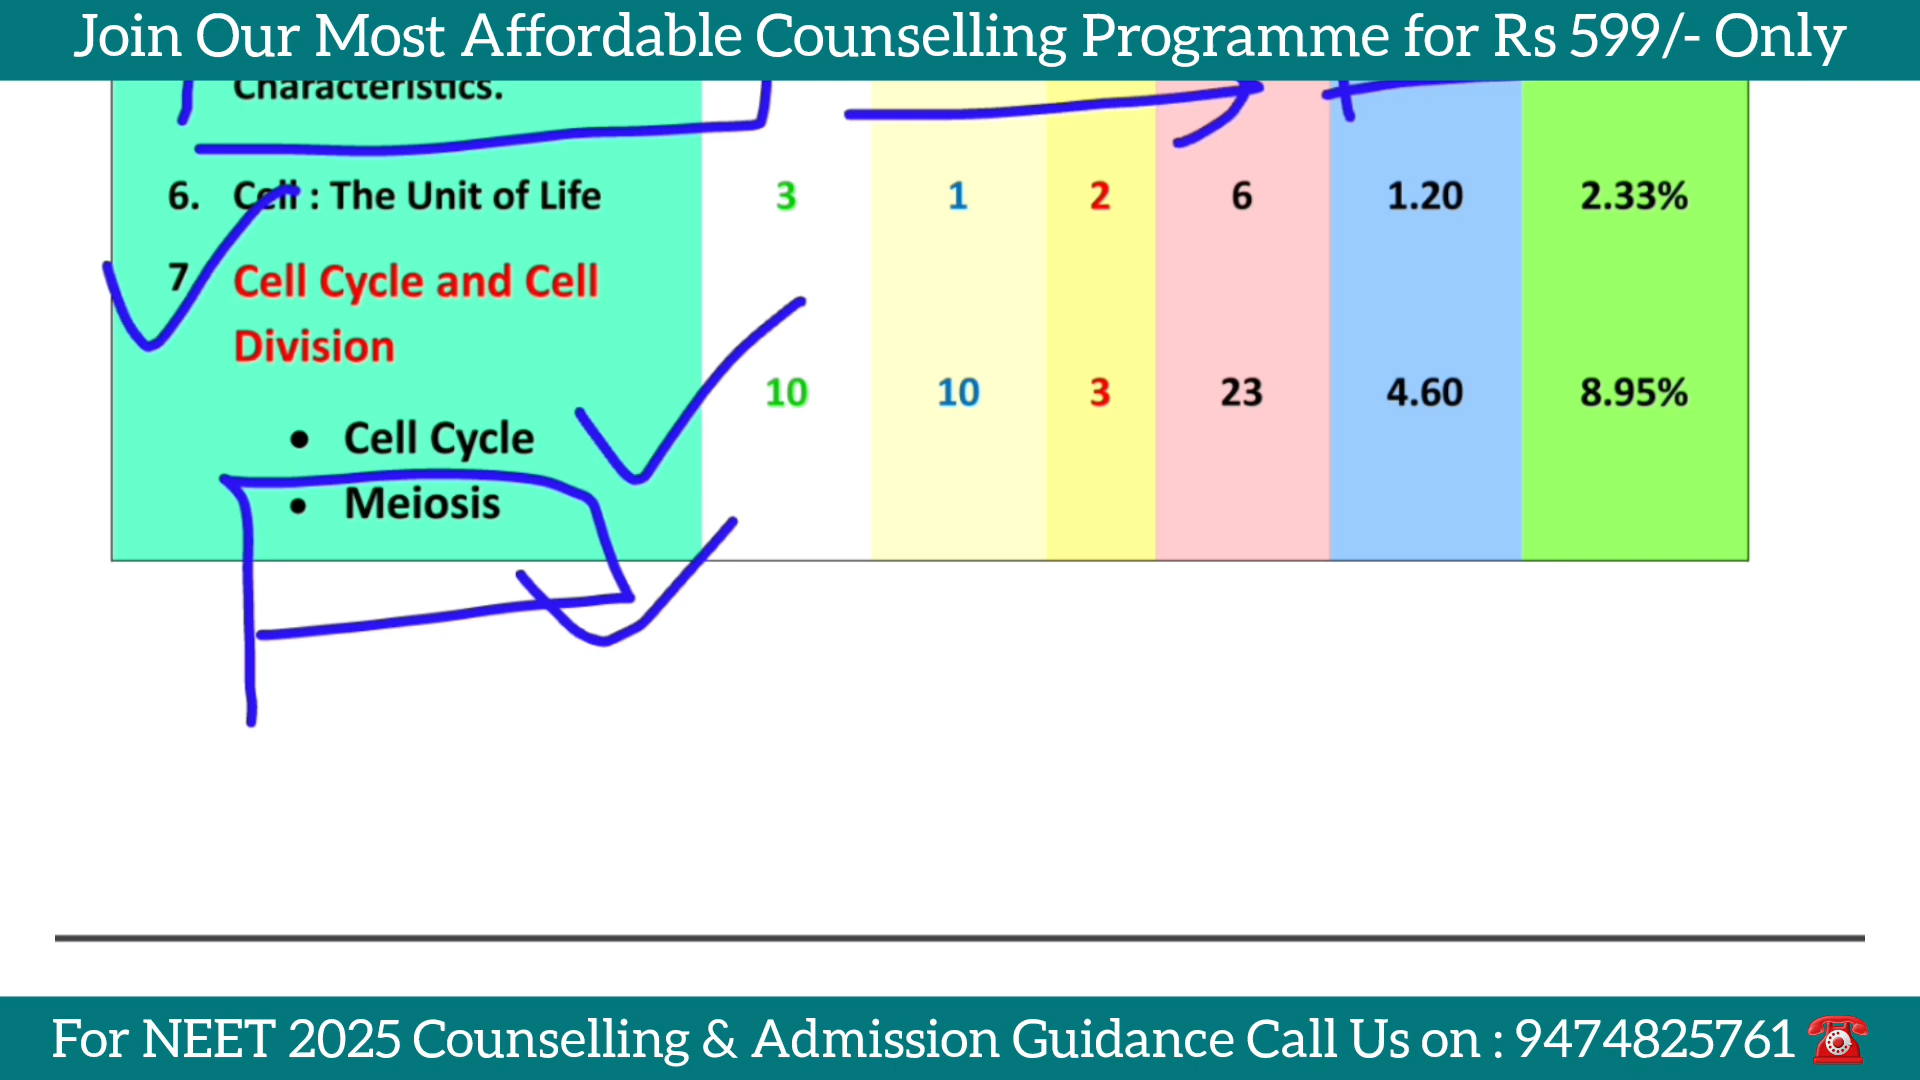 Join Our Most Affordable Counselling Programme for Rs 599/- Only
Characteristics.
6. Cell : The Unit of Life 3 1 2 6 1.20 2.33%
7 Cell Cycle and Cell
Division
10 10 3 23 4.60 8.95%
• Cell Cycle
• Meiosis
For NEET 2025 Counselling & Admission Guidance Call Us on : 9474825761 ☎️